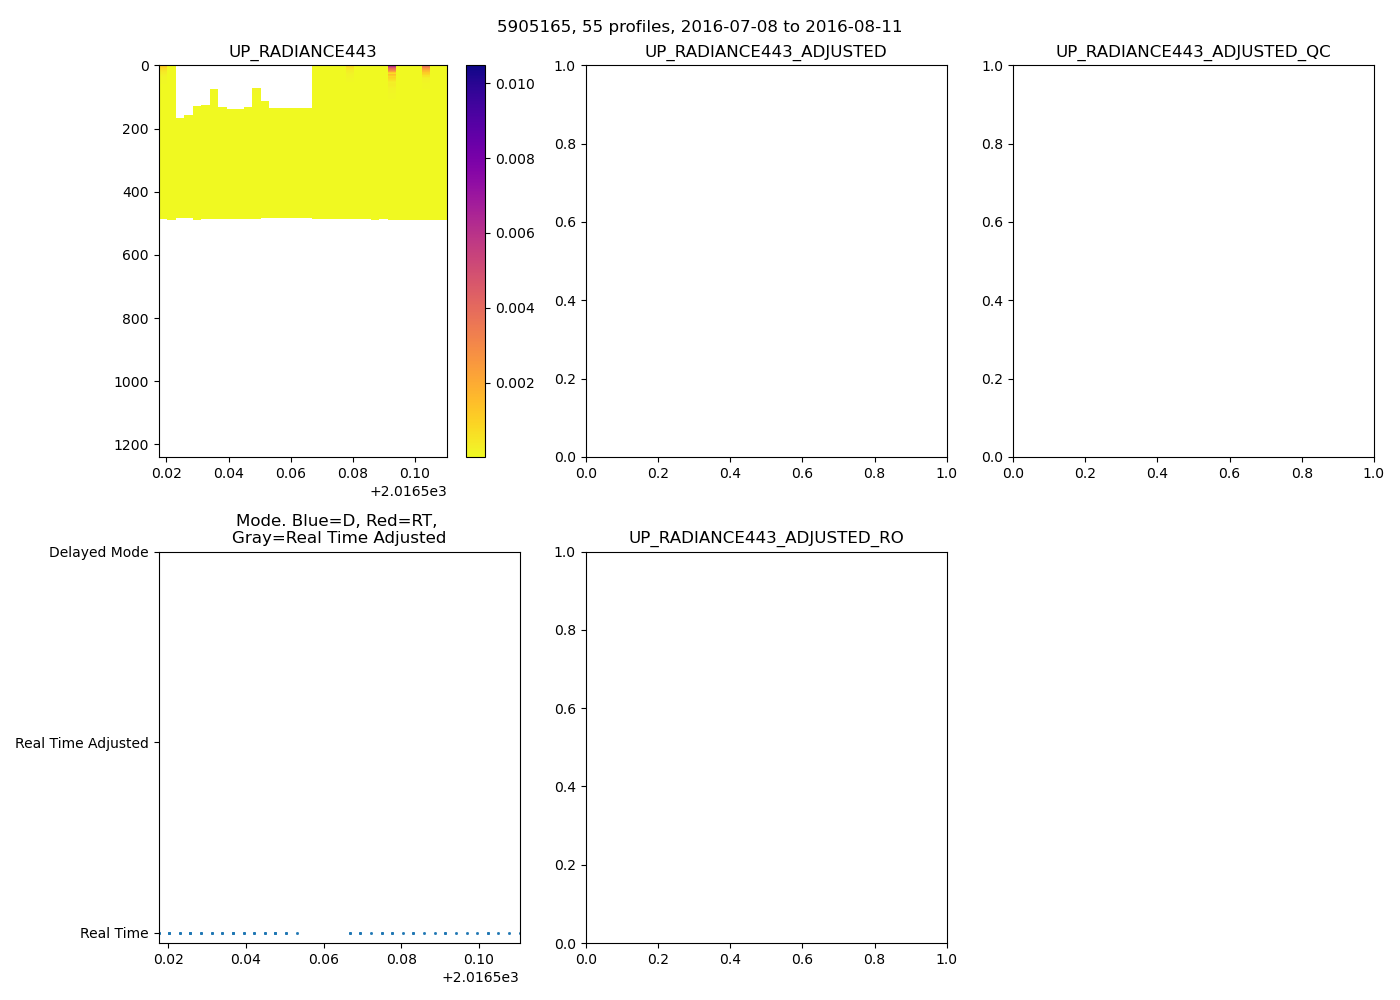 5905165, 55 profiles, 2016-07-08 to 2016-08-11
UP_RADIANCE443
0
200
400
600
800
1000
1200
0.02 0.04 0.06 0.08 0.10
+2.0165e3
0.010
0.008
0.006
0.004
0.002
UP_RADIANCE443_ADJUSTED
1.0
0.8
0.6
0.4
0.2
0.0
0.0 0.2 0.4 0.6 0.8 1.0
UP_RADIANCE443_ADJUSTED_QC
1.0
0.8
0.6
0.4
0.2
0.0
0.0 0.2 0.4 0.6 0.8 1.0
Mode. Blue=D, Red=RT,
Gray=Real Time Adjusted
Delayed Mode
Real Time Adjusted
Real Time
0.02 0.04 0.06 0.08 0.10
+2.0165e3
UP_RADIANCE443_ADJUSTED_RO
1.0
0.8
0.6
0.4
0.2
0.0
0.0 0.2 0.4 0.6 0.8 1.0